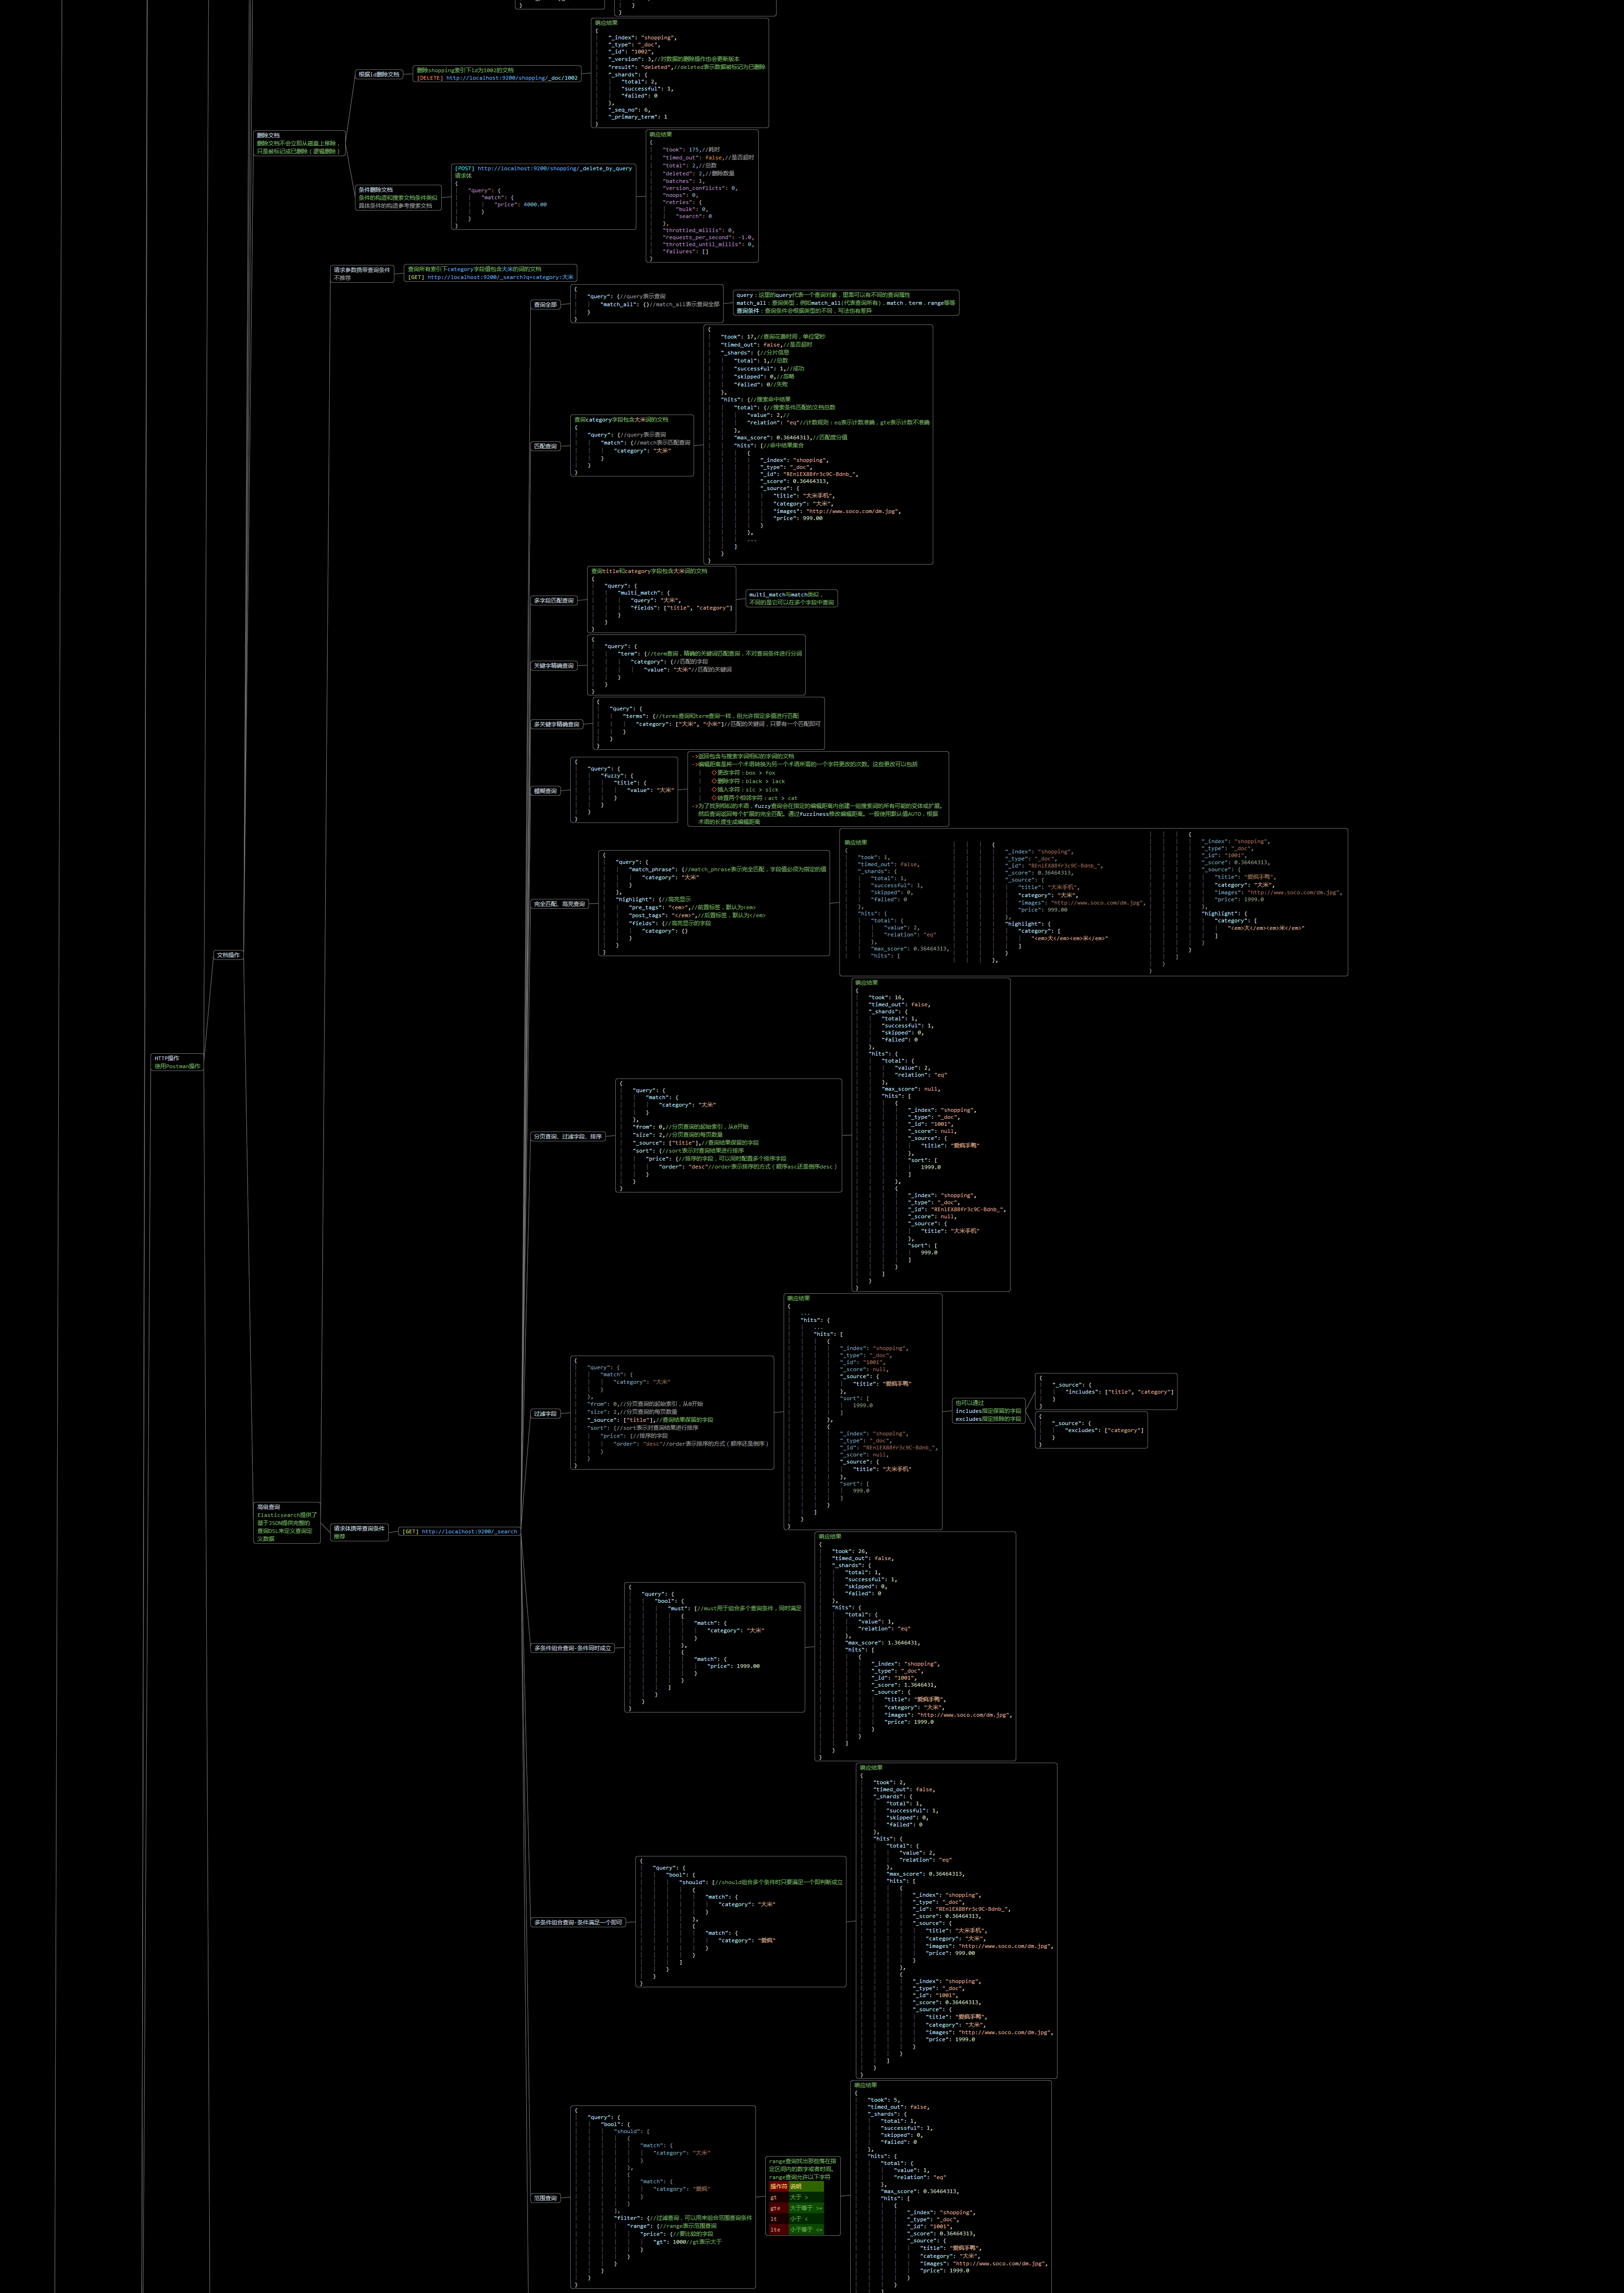 }
}
}
响应结果
{
"_index": "shopping",
"_type": "_doc",
"_id": "1002",
"_version": 3,//对数据的删除操作也会更新版本
"result": "deleted",//deleted表示数据被标记为已删除
"_shards": {
"total": 2,
"successful": 1,
"failed": 0
},
"_seq_no": 6,
"_primary_term": 1
}
根据id删除文档
删除shopping索引下id为1002的文档
[DELETE] http://localhost:9200/shopping/_doc/1002
删除文档
删除文档不会立即从磁盘上移除，
只是被标记成已删除（逻辑删除）
条件删除文档
条件的构造和搜索文档条件类似
具体条件的构造参考搜索文档
[POST] http://localhost:9200/shopping/_delete_by_query
请求体
{
"query": {
"match": {
"price": 4000.00
}
}
}
响应结果
{
"took": 175,//耗时
"timed_out": false,//是否超时
"total": 2,//总数
"deleted": 2,//删除数量
"batches": 1,
"version_conflicts": 0,
"noops": 0,
"retries": {
"bulk": 0,
"search": 0
},
"throttled_millis": 0,
"requests_per_second": -1.0,
"throttled_until_millis": 0,
"failures": []
}
请求参数携带查询条件
不推荐
查询所有索引下category字段值包含大米的词的文档
[GET] http://localhost:9200/_search?q=category:大米
查询全部
{
"query": {//query表示查询
"match_all": {}//match_all表示查询全部
}
}
query：这里的query代表一个查询对象，里面可以有不同的查询属性
match_all：查询类型，例如match_all(代表查询所有)，match，term，range等等
查询条件：查询条件会根据类型的不同，写法也有差异
匹配查询
查询category字段包含大米词的文档
{
"query": {//query表示查询
"match": {//match表示匹配查询
"category": "大米"
}
}
}
{
"took": 17,//查询花费时间，单位毫秒
"timed_out": false,//是否超时
"_shards": {//分片信息
"total": 1,//总数
"successful": 1,//成功
"skipped": 0,//忽略
"failed": 0//失败
},
"hits": {//搜索命中结果
"total": {//搜索条件匹配的文档总数
"value": 2,//
"relation": "eq"//计数规则：eq表示计数准确，gte表示计数不准确
},
"max_score": 0.36464313,//匹配度分值
"hits": [//命中结果集合
{
"_index": "shopping",
"_type": "_doc",
"_id": "REnlEX8Bfr3c9C-Bdnb_",
"_score": 0.36464313,
"_source": {
"title": "大米手机",
"category": "大米",
"images": "http://www.soco.com/dm.jpg",
"price": 999.00
}
},
...
]
}
}
多字段匹配查询
查询title和category字段包含大米词的文档
{
"query": {
"multi_match": {
"query": "大米",
"fields": ["title", "category"]
}
}
}
multi_match与match类似，
不同的是它可以在多个字段中查询
关键字精确查询
{
"query": {
"term": {//term查询，精确的关键词匹配查询，不对查询条件进行分词
"category": {//匹配的字段
"value": "大米"//匹配的关键词
}
}
}
}
多关键字精确查询
{
"query": {
"terms": {//terms查询和term查询一样，但允许指定多值进行匹配
"category": ["大米", "小米"]//匹配的关键词，只要有一个匹配即可
}
}
}
模糊查询
{
"query": {
"fuzzy": {
"title": {
"value": "大米"
}
}
}
}
->返回包含与搜索字词相似的字词的文档
->编辑距离是将一个术语转换为另一个术语所需的一个字符更改的次数。这些更改可以包括
◇更改字符：box > fox
◇删除字符：black > lack
◇插入字符：sic > sick
◇转置两个相邻字符：act > cat
->为了找到相似的术语，fuzzy查询会在指定的编辑距离内创建一组搜索词的所有可能的变体或扩展。
然后查询返回每个扩展的完全匹配。通过fuzziness修改编辑距离。一般使用默认值AUTO，根据
术语的长度生成编辑距离
完全匹配、高亮查询
{
"query": {
"match_phrase": {//match_phrase表示完全匹配，字段值必须为指定的值
"category": "大米"
}
},
"highlight": {//高亮显示
"pre_tags": "<em>",//前置标签，默认为<em>
"post_tags": "</em>",//后置标签，默认为</em>
"fields": {//高亮显示的字段
"category": {}
}
}
}
响应结果
{
"took": 1,
"timed_out": false,
"_shards": {
"total": 1,
"successful": 1,
"skipped": 0,
"failed": 0
},
"hits": {
"total": {
"value": 2,
"relation": "eq"
},
"max_score": 0.36464313,
"hits": [
{
"_index": "shopping",
"_type": "_doc",
"_id": "REnlEX8Bfr3c9C-Bdnb_",
"_score": 0.36464313,
"_source": {
"title": "大米手机",
"category": "大米",
"images": "http://www.soco.com/dm.jpg",
"price": 999.00
},
"highlight": {
"category": [
"<em>大</em><em>米</em>"
]
}
},
{
"_index": "shopping",
"_type": "_doc",
"_id": "1001",
"_score": 0.36464313,
"_source": {
"title": "爱疯手鸭",
"category": "大米",
"images": "http://www.soco.com/dm.jpg",
"price": 1999.0
},
"highlight": {
"category": [
"<em>大</em><em>米</em>"
]
}
}
]
}
}
文档操作
HTTP操作
使用Postman操作
分页查询、过滤字段、排序
{
"query": {
"match": {
"category": "大米"
}
},
"from": 0,//分页查询的起始索引，从0开始
"size": 2,//分页查询的每页数量
"_source": ["title"],//查询结果保留的字段
"sort": {//sort表示对查询结果进行排序
"price": {//排序的字段，可以同时配置多个排序字段
"order": "desc"//order表示排序的方式（顺序asc还是倒序desc）
}
}
}
响应结果
{
"took": 16,
"timed_out": false,
"_shards": {
"total": 1,
"successful": 1,
"skipped": 0,
"failed": 0
},
"hits": {
"total": {
"value": 2,
"relation": "eq"
},
"max_score": null,
"hits": [
{
"_index": "shopping",
"_type": "_doc",
"_id": "1001",
"_score": null,
"_source": {
"title": "爱疯手鸭"
},
"sort": [
1999.0
]
},
{
"_index": "shopping",
"_type": "_doc",
"_id": "REnlEX8Bfr3c9C-Bdnb_",
"_score": null,
"_source": {
"title": "大米手机"
},
"sort": [
999.0
]
}
]
}
}
过滤字段
{
"query": {
"match": {
"category": "大米"
}
},
"from": 0,//分页查询的起始索引，从0开始
"size": 2,//分页查询的每页数量
"_source": ["title"],//查询结果保留的字段
"sort": {//sort表示对查询结果进行排序
"price": {//排序的字段
"order": "desc"//order表示排序的方式（顺序还是倒序）
}
}
}
响应结果
{
...
"hits": {
...
"hits": [
{
"_index": "shopping",
"_type": "_doc",
"_id": "1001",
"_score": null,
"_source": {
"title": "爱疯手鸭"
},
"sort": [
1999.0
]
},
{
"_index": "shopping",
"_type": "_doc",
"_id": "REnlEX8Bfr3c9C-Bdnb_",
"_score": null,
"_source": {
"title": "大米手机"
},
"sort": [
999.0
]
}
]
}
}
也可以通过
includes指定保留的字段
excludes指定排除的字段
{
"_source": {
"includes": ["title", "category"]
}
}
{
"_source": {
"excludes": ["category"]
}
}
高级查询
Elasticsearch提供了
基于JSON提供完整的
查询DSL来定义查询定
义数据
请求体携带查询条件
推荐
[GET] http://localhost:9200/_search
多条件组合查询-条件同时成立
{
"query": {
"bool": {
"must": [//must用于组合多个查询条件，同时满足
{
"match": {
"category": "大米"
}
},
{
"match": {
"price": 1999.00
}
}
]
}
}
}
响应结果
{
"took": 26,
"timed_out": false,
"_shards": {
"total": 1,
"successful": 1,
"skipped": 0,
"failed": 0
},
"hits": {
"total": {
"value": 1,
"relation": "eq"
},
"max_score": 1.3646431,
"hits": [
{
"_index": "shopping",
"_type": "_doc",
"_id": "1001",
"_score": 1.3646431,
"_source": {
"title": "爱疯手鸭",
"category": "大米",
"images": "http://www.soco.com/dm.jpg",
"price": 1999.0
}
}
]
}
}
多条件组合查询-条件满足一个即可
{
"query": {
"bool": {
"should": [//should组合多个条件时只要满足一个即判断成立
{
"match": {
"category": "大米"
}
},
{
"match": {
"category": "爱疯"
}
}
]
}
}
}
响应结果
{
"took": 2,
"timed_out": false,
"_shards": {
"total": 1,
"successful": 1,
"skipped": 0,
"failed": 0
},
"hits": {
"total": {
"value": 2,
"relation": "eq"
},
"max_score": 0.36464313,
"hits": [
{
"_index": "shopping",
"_type": "_doc",
"_id": "REnlEX8Bfr3c9C-Bdnb_",
"_score": 0.36464313,
"_source": {
"title": "大米手机",
"category": "大米",
"images": "http://www.soco.com/dm.jpg",
"price": 999.00
}
},
{
"_index": "shopping",
"_type": "_doc",
"_id": "1001",
"_score": 0.36464313,
"_source": {
"title": "爱疯手鸭",
"category": "大米",
"images": "http://www.soco.com/dm.jpg",
"price": 1999.0
}
}
]
}
}
范围查询
{
"query": {
"bool": {
"should": [
{
"match": {
"category": "大米"
}
},
{
"match": {
"category": "爱疯"
}
}
],
"filter": {//过滤查询，可以用来组合范围查询条件
"range": {//range表示范围查询
"price": {//要比较的字段
"gt": 1000//gt表示大于
}
}
}
}
}
}
range查询找出那些落在指
定区间内的数字或者时间。
range查询允许以下字符
操作符 说明
gt 大于 >
gte 大于等于 >=
lt 小于 <
lte 小于等于 <=
响应结果
{
"took": 5,
"timed_out": false,
"_shards": {
"total": 1,
"successful": 1,
"skipped": 0,
"failed": 0
},
"hits": {
"total": {
"value": 1,
"relation": "eq"
},
"max_score": 0.36464313,
"hits": [
{
"_index": "shopping",
"_type": "_doc",
"_id": "1001",
"_score": 0.36464313,
"_source": {
"title": "爱疯手鸭",
"category": "大米",
"images": "http://www.soco.com/dm.jpg",
"price": 1999.0
}
}